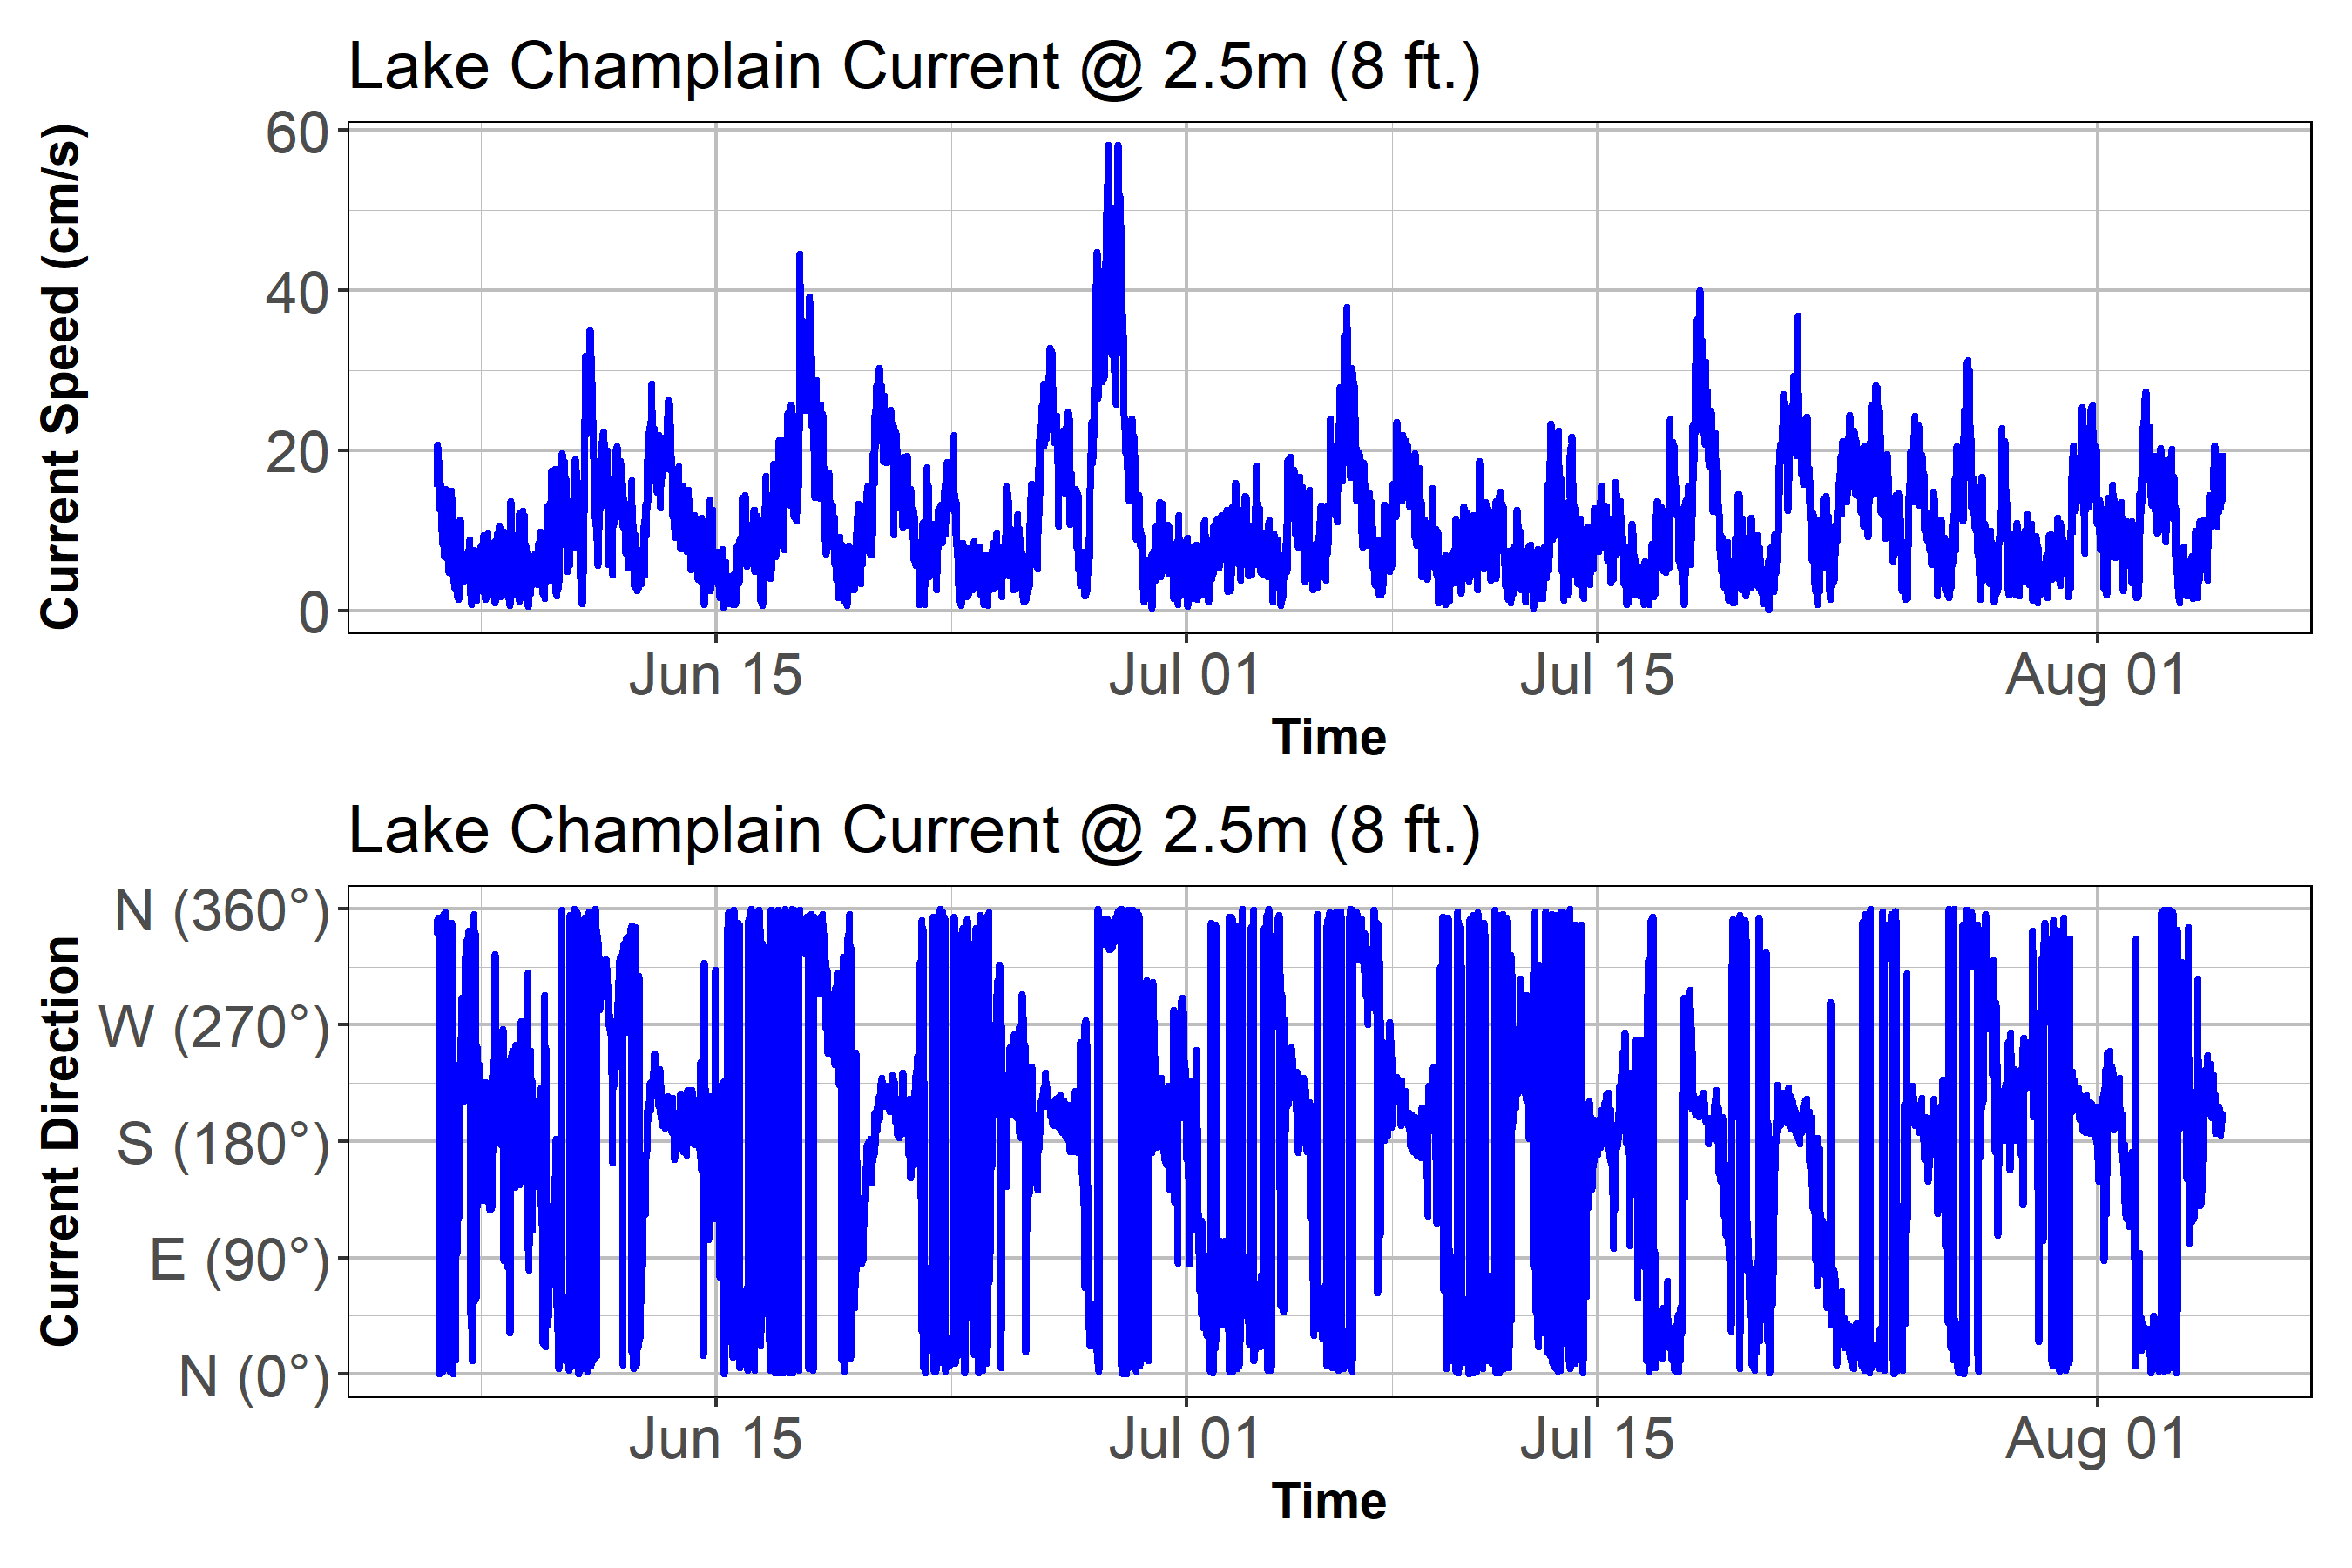 Lake Champlain Current @ 2.5m (8 ft.)
Current Speed (cm/s)
60
40
20
0
Jun 15 Jul 01 Jul 15 Aug 01
Time
Lake Champlain Current @ 2.5m (8 ft.)
Current Direction
N (360°)
W (270°)
S (180°)
E (90°)
N (0°)
Jun 15 Jul 01 Jul 15 Aug 01
Time